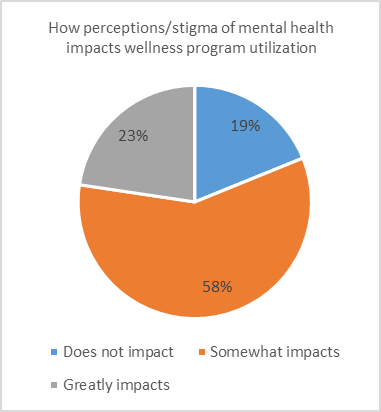 How perceptions/stigma of mental health
impacts wellness program utilization
19%
23%
58%
Does not impact
Somewhat impacts
Greatly impacts